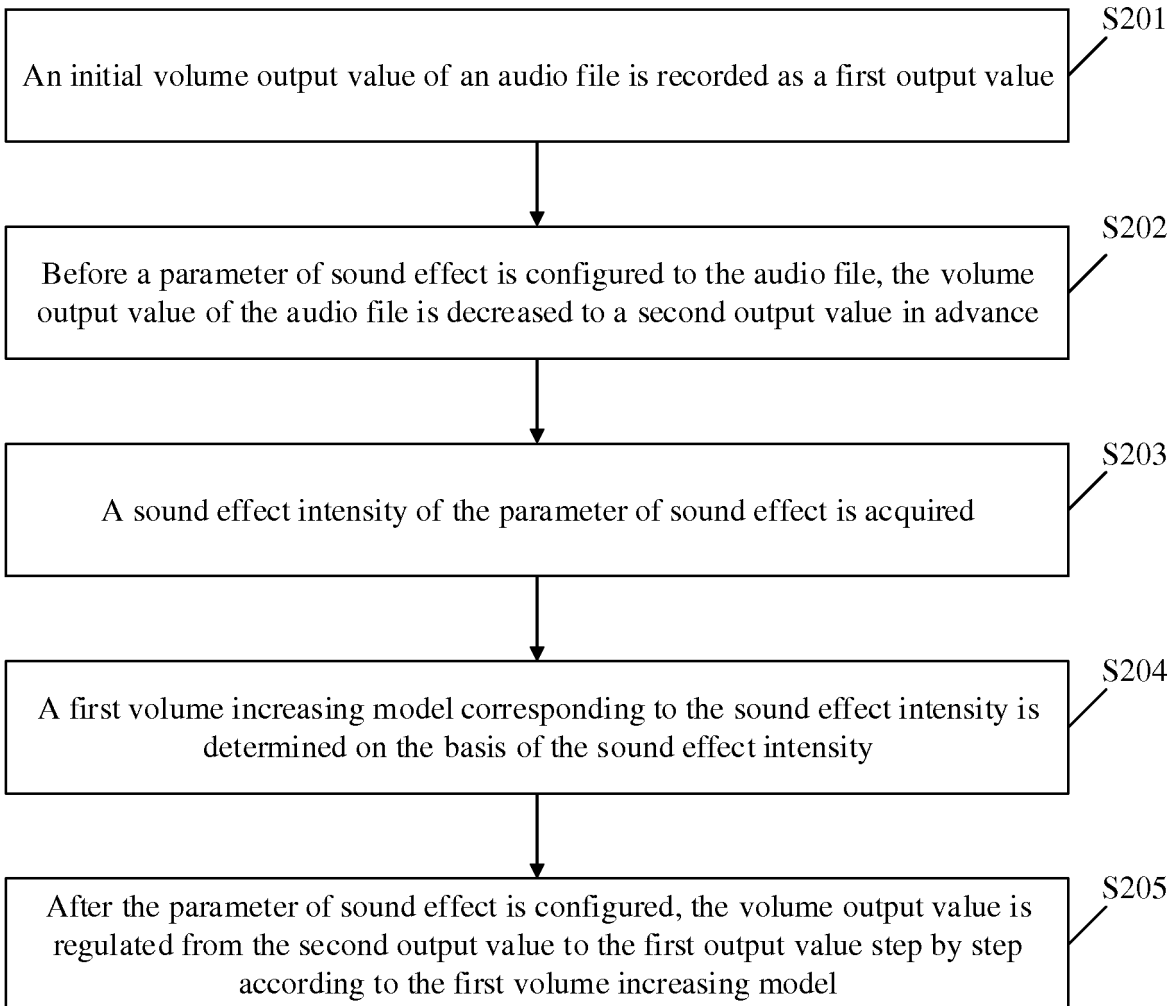 S201
An initial volume output value of an audio file is recorded as a first output value
S202
Before a parameter of sound effect is configured to the audio file, the volume
output value of the audio file is decreased to a second output value in advance
S203
A sound effect intensity of the parameter of sound effect is acquired
S204
A first volume increasing model corresponding to the sound effect intensity is
determined on the basis of the sound effect intensity
S205
After the parameter of sound effect is configured, the volume output value is
regulated from the second output value to the first output value step by step
according to the first volume increasing model